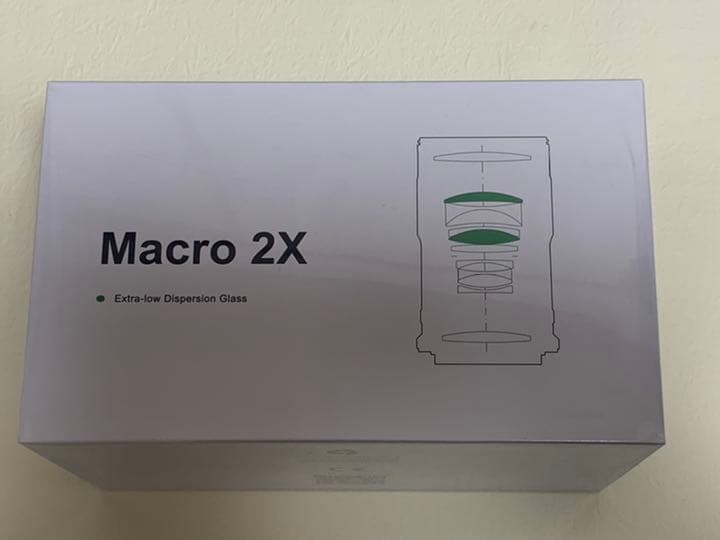 Macro 2X
Extra-low Dispersion Glass